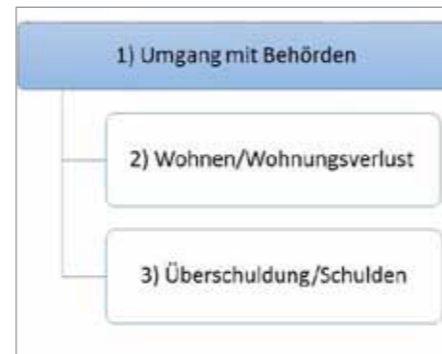 1) Umgang mit Behörden
2) Wohnen/Wohnungsverlust
3) Überschuldung/Schulden